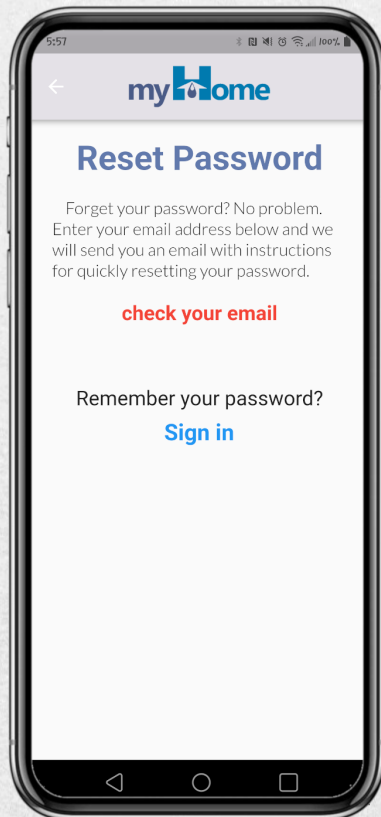 5:57 100%
myHome
Reset Password
Forget your password? No problem.
Enter your email address below and we
will send you an email with instructions
for quickly resetting your password.
check your email
Remember your password?
Sign in